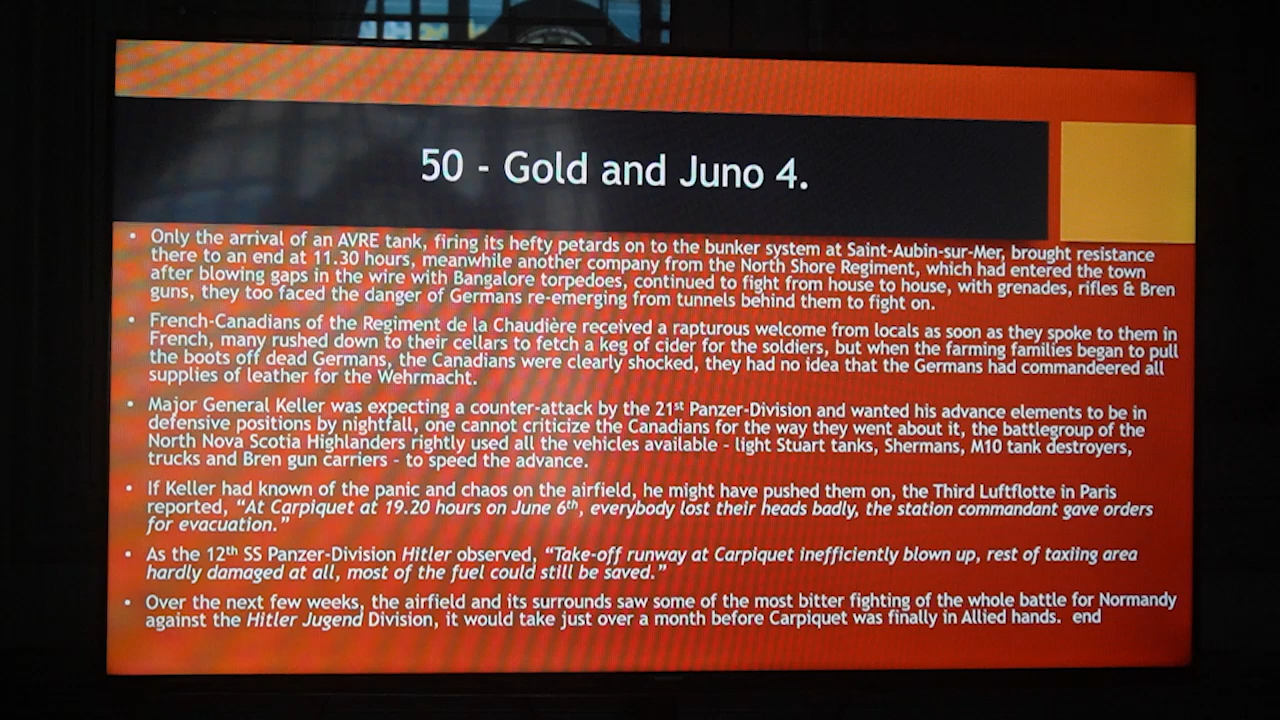 50 - Gold and Juno 4.
• Only the arrival of an AVRE tank, firing its hefty petards on to the bunker system at Saint-Aubin-sur-Mer, brought resistance
there to an end at 11.30 hours, meanwhile another company from the North Shore Regiment, which had entered the town
after blowing gaps in the wire with Bangalore torpedoes, continued to fight from house to house, with grenades, rifles & Bren
guns, they too faced the danger of Germans re-emerging from tunnels behind them to fight on.
• French-Canadians of the Regiment de la Chaudière received a rapturous welcome from locals as soon as they spoke to them in
French, many rushed down to their cellars to fetch a keg of cider for the soldiers, but when the farming families began to pull
the boots off dead Germans, the Canadians were clearly shocked, they had no idea that the Germans had commandeered all
supplies of leather for the Wehrmacht.
• Major General Keller was expecting a counter-attack by the 21st Panzer-Division and wanted his advance elements to be in
defensive positions by nightfall, one cannot criticize the Canadians for the way they went about it, the battlegroup of the
North Nova Scotia Highlanders rightly used all the vehicles available - light Stuart tanks, Shermans, M10 tank destroyers,
trucks and Bren gun carriers - to speed the advance.
• If Keller had known of the panic and chaos on the airfield, he might have pushed them on, the Third Luftflotte in Paris
reported, “At Carpiquet at 19.20 hours on June 6th, everybody lost their heads badly, the station commandant gave orders
for evacuation.”
• As the 12th SS Panzer-Division Hitler observed, “Take-off runway at Carpiquet inefficiently blown up, rest of taxiing area
hardly damaged at all, most of the fuel could still be saved.”
• Over the next few weeks, the airfield and its surrounds saw some of the most bitter fighting of the whole battle for Normandy
against the Hitler Jugend Division, it would take just over a month before Carpiquet was finally in Allied hands. end